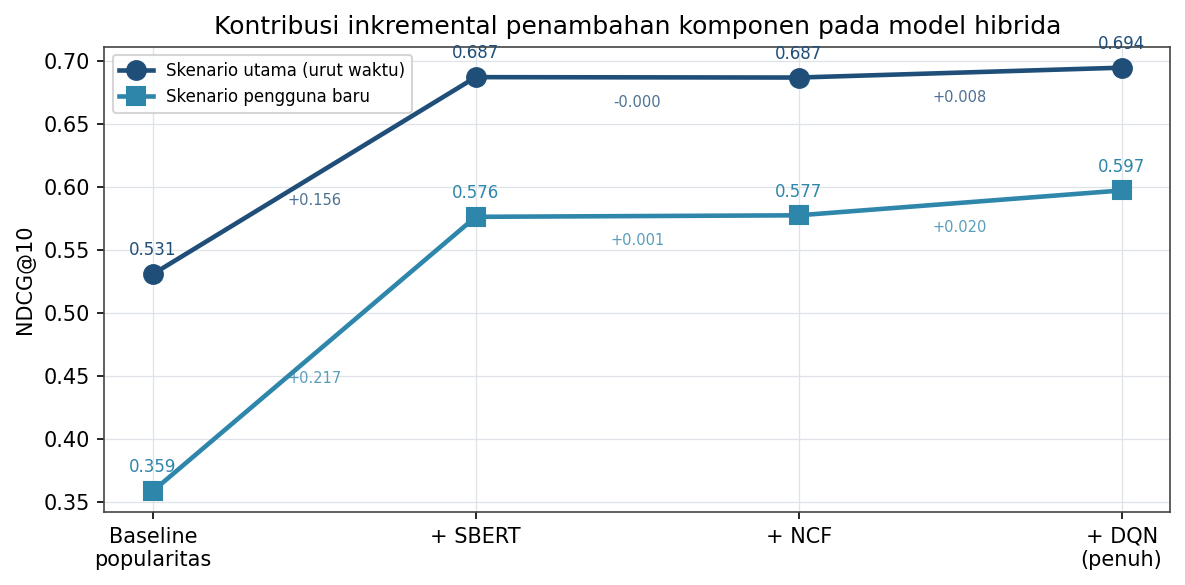 Kontribusi inkremental penambahan komponen pada model hibrida
Skenario utama (urut waktu)
Skenario pengguna baru
NDCG@10
0.70
0.65
0.60
0.55
0.50
0.45
0.40
0.35
0.531
0.687
0.687
0.694
+0.156
-0.000
+0.008
0.359
0.576
0.577
0.597
+0.217
+0.001
+0.020
Baseline
popularitas
+ SBERT
+ NCF
+ DQN
(penuh)